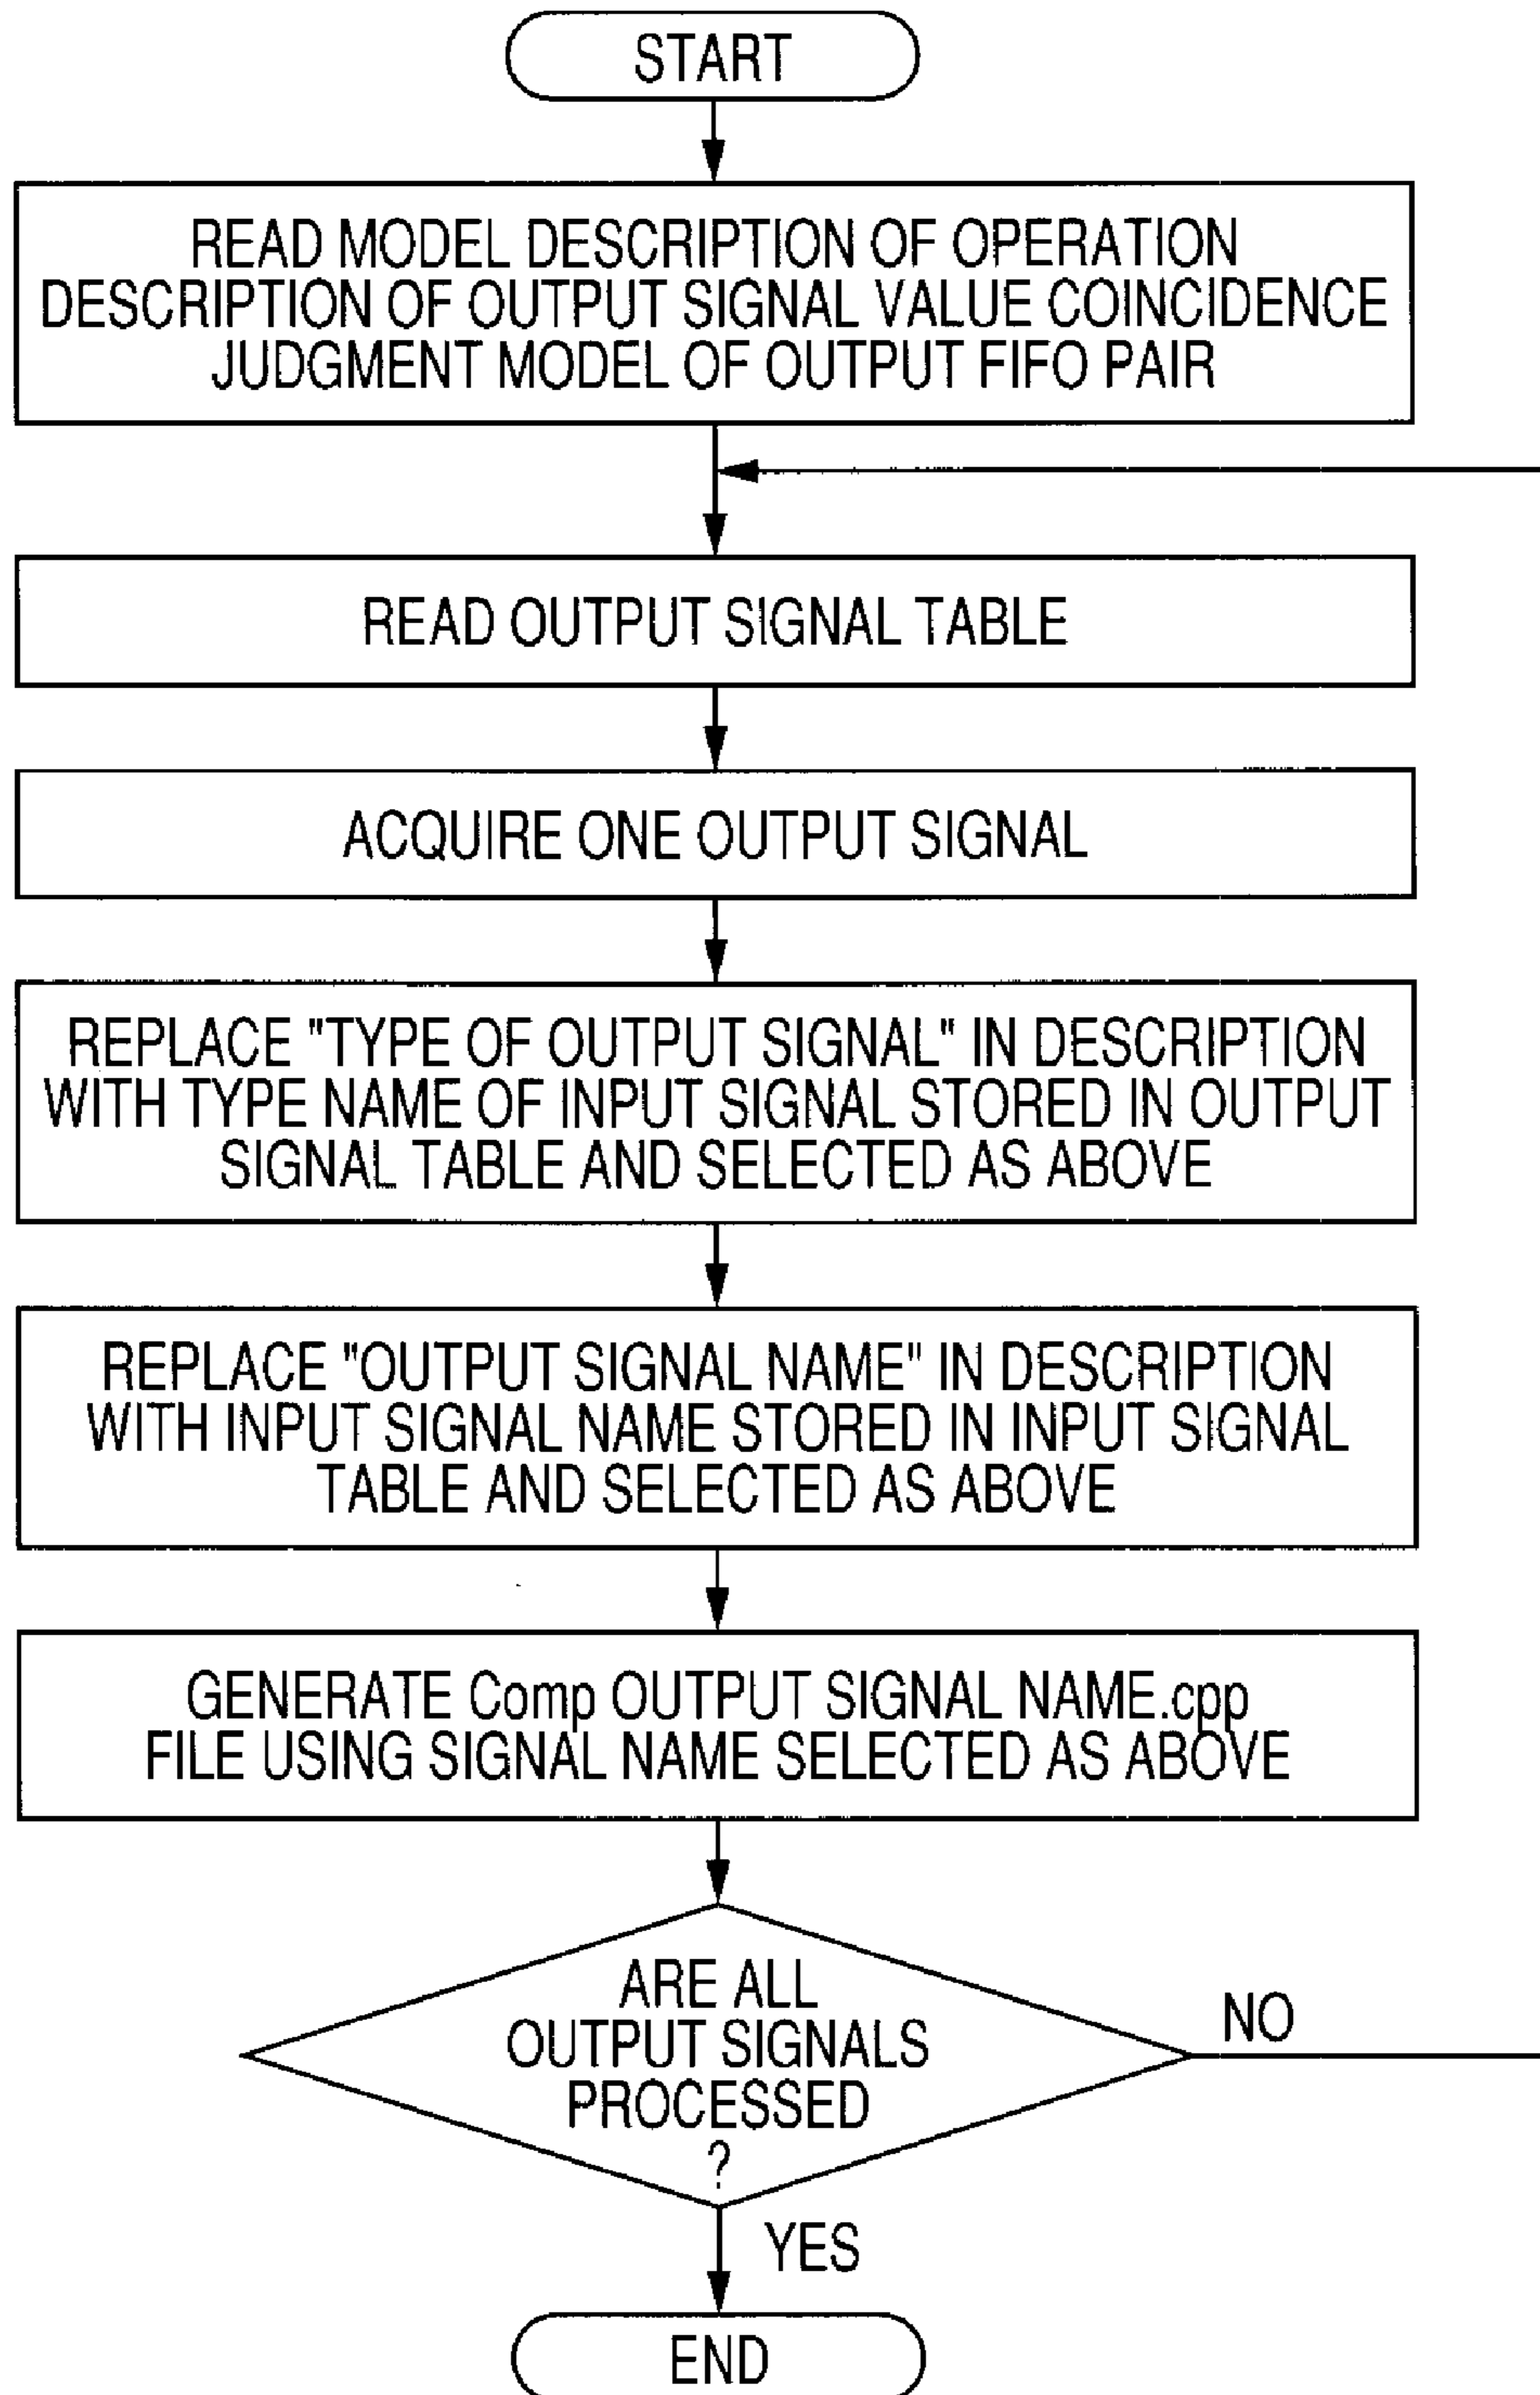 START
READ MODEL DESCRIPTION OF OPERATION
DESCRIPTION OF OUTPUT SIGNAL VALUE COINCIDENCE
JUDGMENT MODEL OF OUTPUT FIFO PAIR
READ OUTPUT SIGNAL TABLE
ACQUIRE ONE OUTPUT SIGNAL
REPLACE "TYPE OF OUTPUT SIGNAL" IN DESCRIPTION
WITH TYPE NAME OF INPUT SIGNAL STORED IN OUTPUT
SIGNAL TABLE AND SELECTED AS ABOVE
REPLACE "OUTPUT SIGNAL NAME" IN DESCRIPTION
WITH INPUT SIGNAL NAME STORED IN INPUT SIGNAL
TABLE AND SELECTED AS ABOVE
GENERATE Comp OUTPUT SIGNAL NAME.cpp
FILE USING SIGNAL NAME SELECTED AS ABOVE
ARE ALL
OUTPUT SIGNALS
PROCESSED
?
NO
YES
END